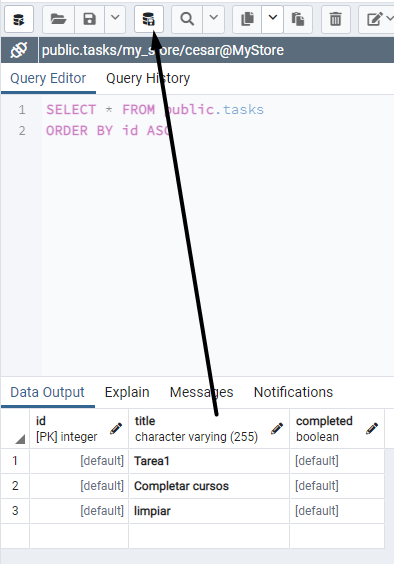 public.tasks/my_store/cesar@MyStore
Query Editor Query History
1 SELECT * FROM public.tasks
2 ORDER BY id ASC
Data Output Explain Messages Notifications
id title completed
[PK] integer character varying (255) boolean
1 [default] Tarea1 [default]
2 [default] Completar cursos [default]
3 [default] limpiar [default]